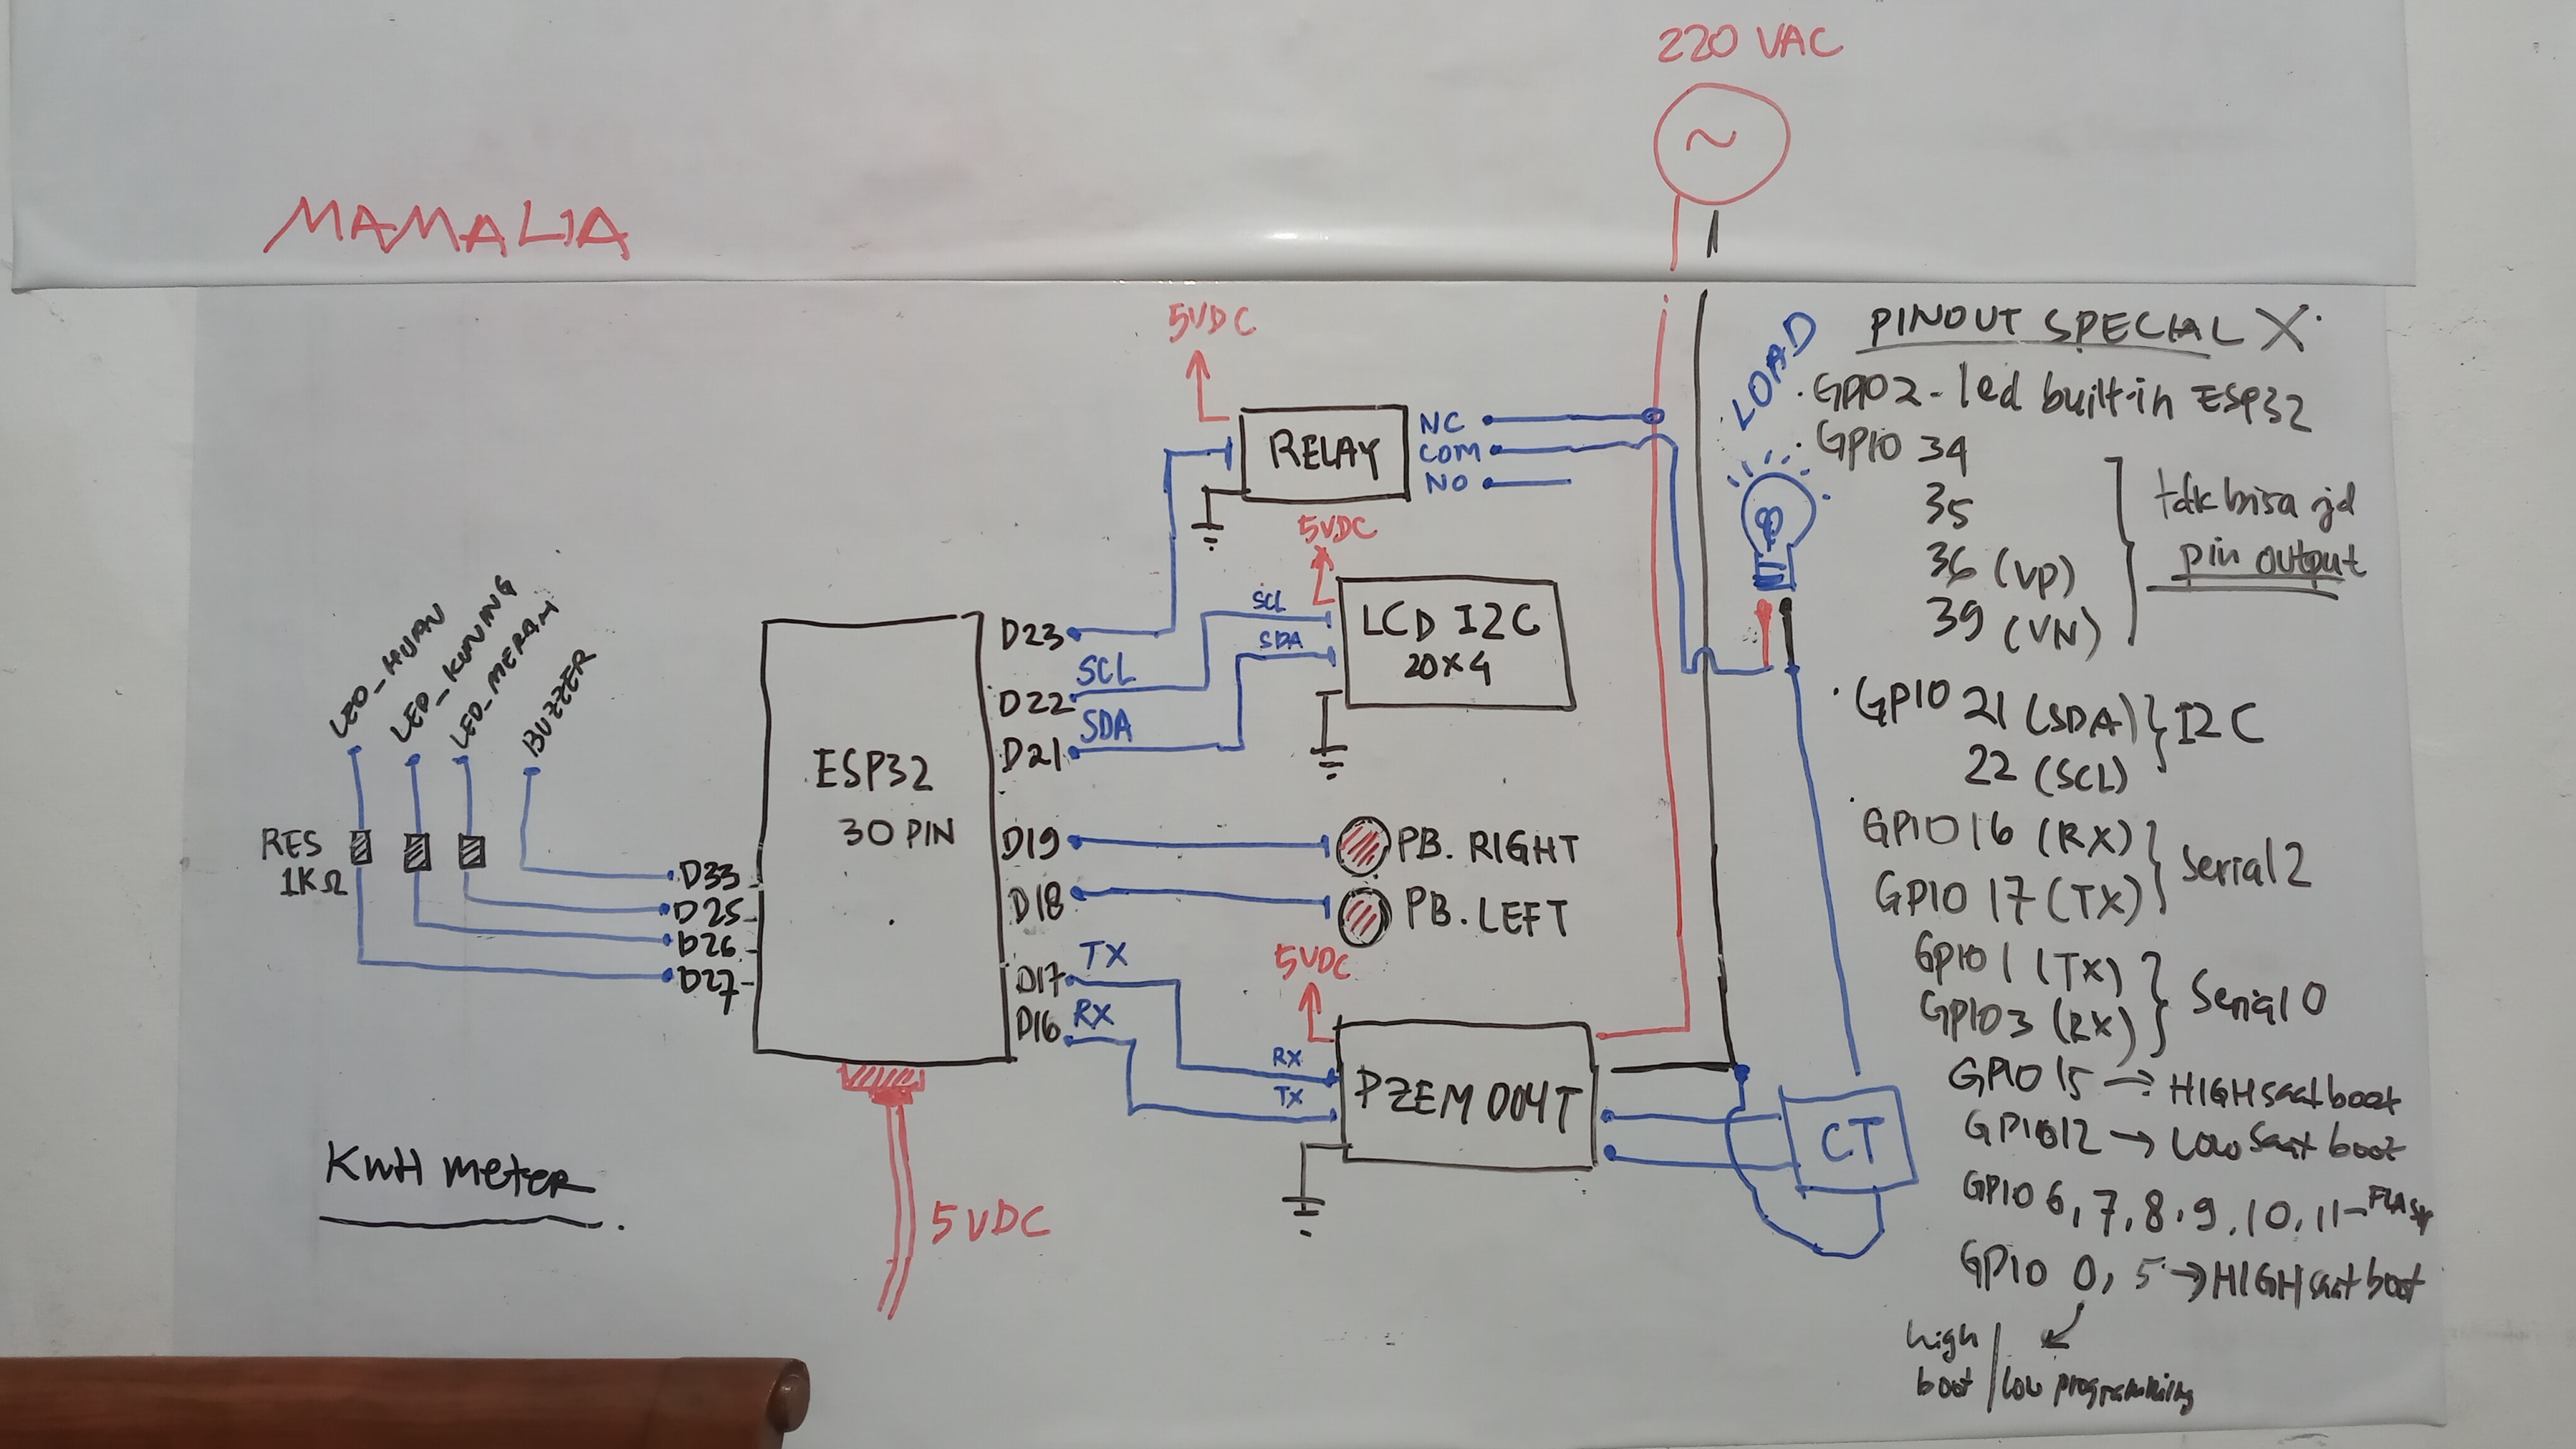 220 VAC
MAMALIA
5VDC
RELAY
NC
COM
NO
LOAD
5VDC
LCD I2C
20x4
SCL
SDA
LED_HIJAU
LED_KUNING
LED_MERAH
BUZZER
RES
1KΩ
D33
D25
D26
D27
ESP32
30 PIN
D23
SCL
D22
SDA
D21
D19
D18
TX
D17
RX
D16
PB. RIGHT
PB. LEFT
5VDC
RX
TX
PZEM 004T
CT
5VDC
KWH meter
PINOUT SPECIAL X
GPIO2 - led built-in ESP32
GPIO 34
35
36 (VP)
39 (VN)
tdk bisa jd
pin output
GPIO 21 (SDA)
22 (SCL)
I2C
GPIO 16 (RX)
GPIO 17 (TX)
Serial 2
GPIO 1 (TX)
GPIO 3 (RX)
Serial 0
GPIO 15 → HIGH saat boot
GPIO12 → LOW saat boot
GPIO 6, 7, 8, 9, 10, 11 - FLASH
GPIO 0, 5 → HIGH saat boot
high
boot / low programming